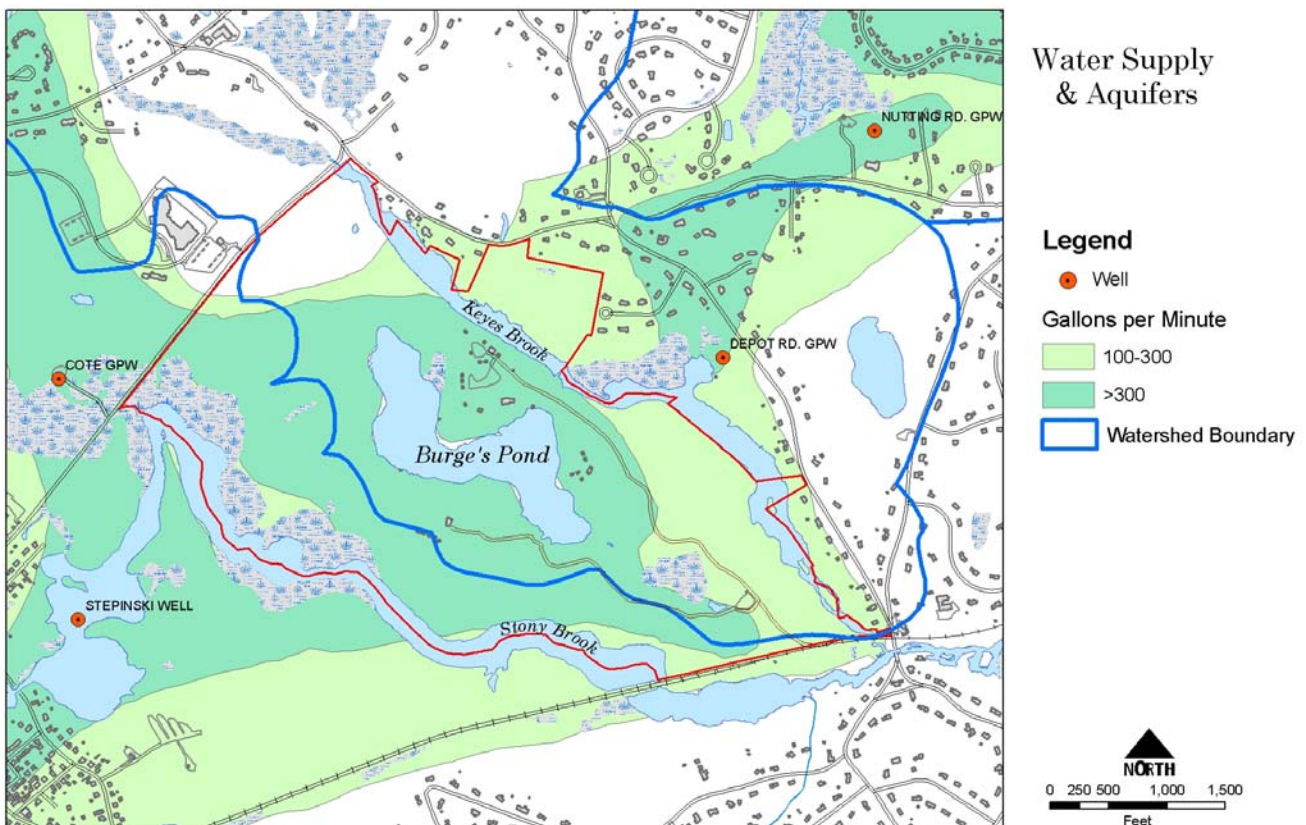 Water Supply
& Aquifers
NUTTING RD. GPW
Keyes Brook
DEPOT RD. GPW
COTE GPW
Burge's Pond
STEPINSKI WELL
Stony Brook
Legend
Well
Gallons per Minute
100-300
>300
Watershed Boundary
NORTH
0 250 500 1,000 1,500
Feet